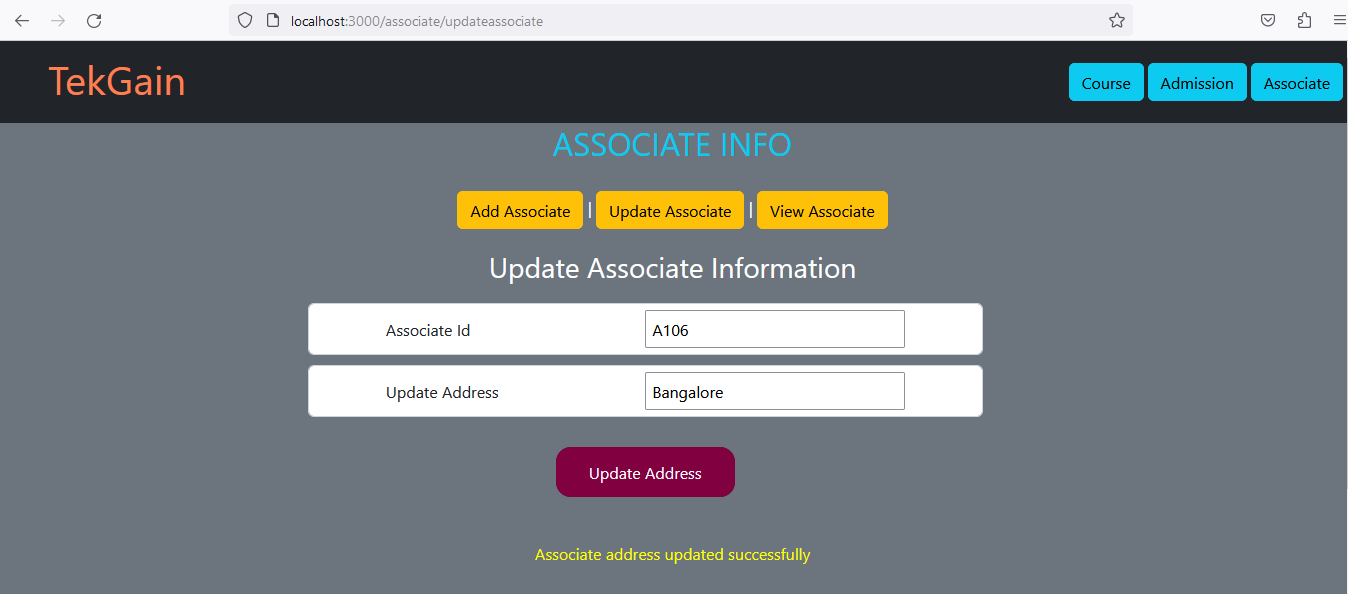 localhost:3000/associate/updateassociate
TekGain
Course Admission Associate
ASSOCIATE INFO
Add Associate | Update Associate | View Associate
Update Associate Information
Associate Id A106
Update Address Bangalore
Update Address
Associate address updated successfully